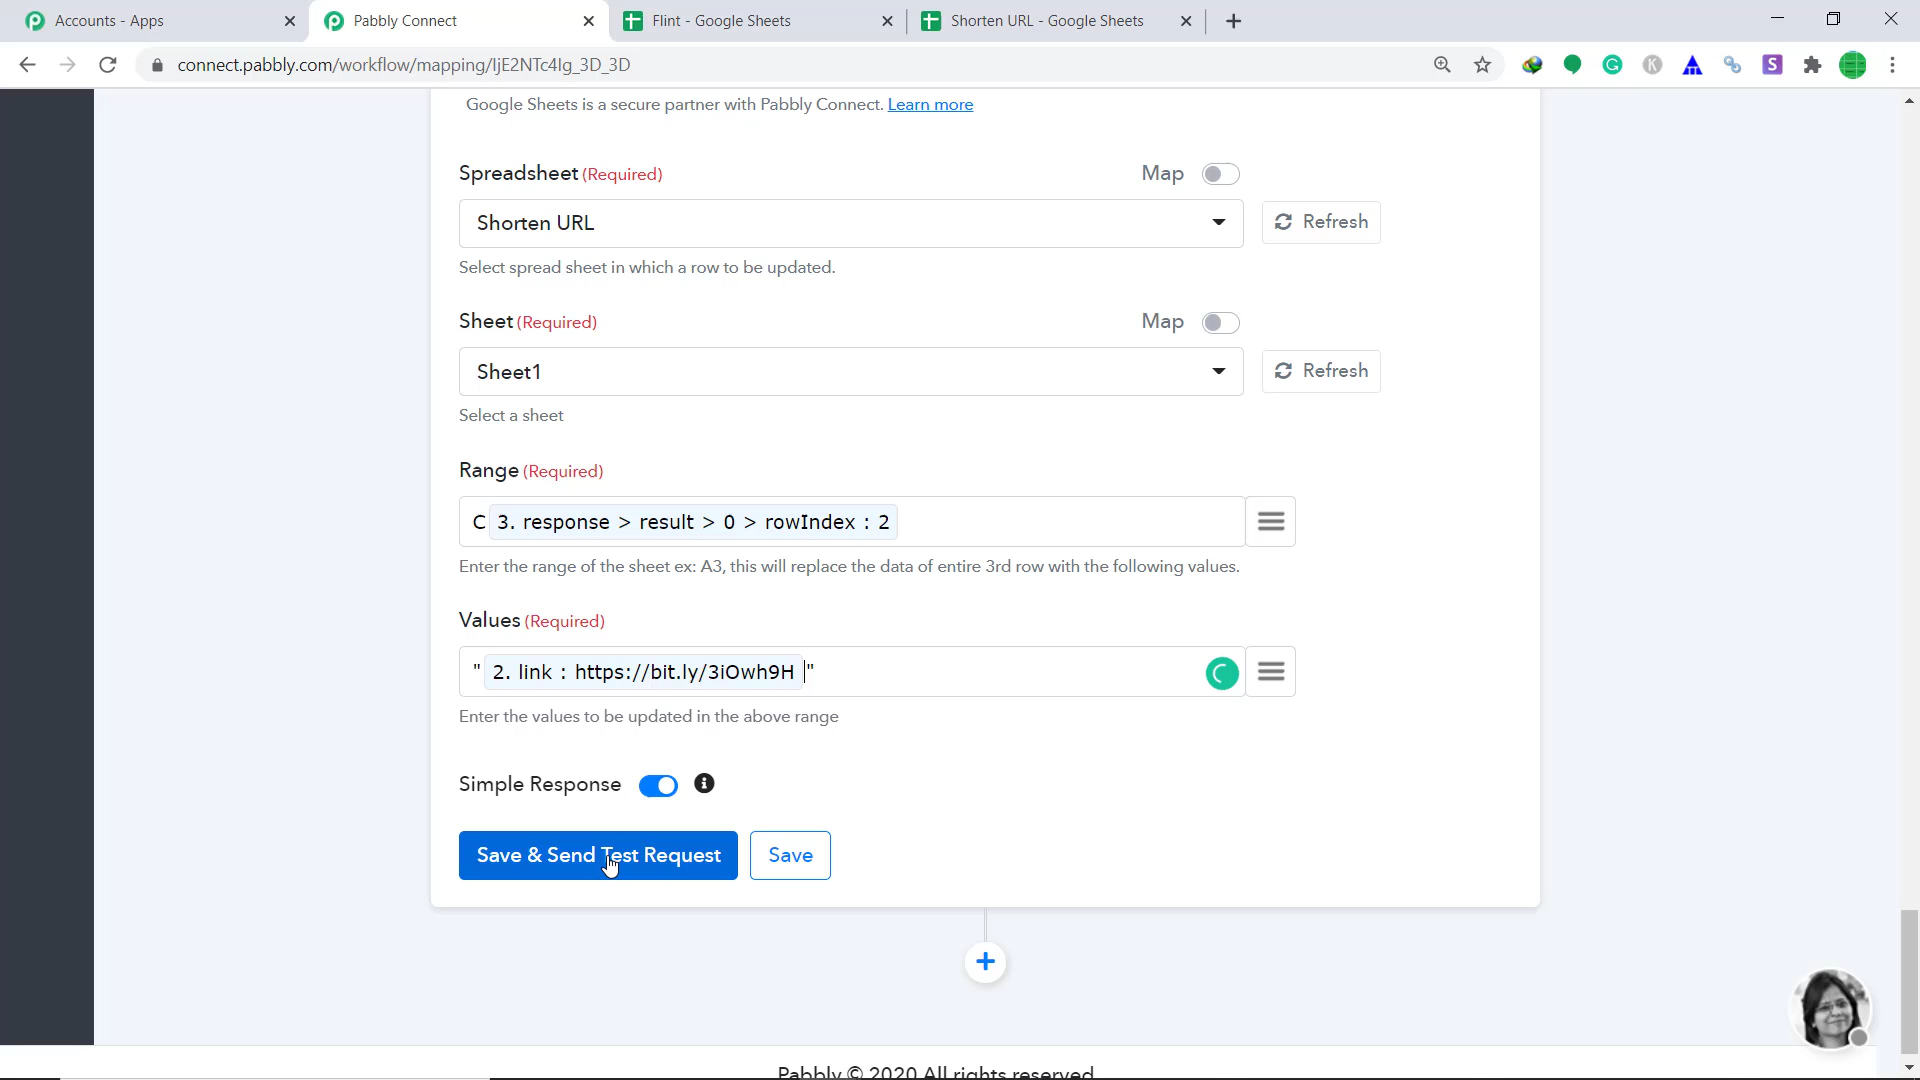 Accounts - Apps
Pabbly Connect
Flint - Google Sheets
Shorten URL - Google Sheets
connect.pabbly.com/workflow/mapping/IjE2NTc4Ig_3D_3D
Google Sheets is a secure partner with Pabbly Connect. Learn more
Spreadsheet (Required)
Map
Shorten URL
Refresh
Select spread sheet in which a row to be updated.
Sheet (Required)
Map
Sheet1
Refresh
Select a sheet
Range (Required)
C 3. response > result > 0 > rowIndex : 2
Enter the range of the sheet ex: A3, this will replace the data of entire 3rd row with the following values.
Values (Required)
" 2. link : https://bit.ly/3iOwh9H "
Enter the values to be updated in the above range
Simple Response
Save & Send Test Request
Save
Pabbly © 2020 All rights reserved